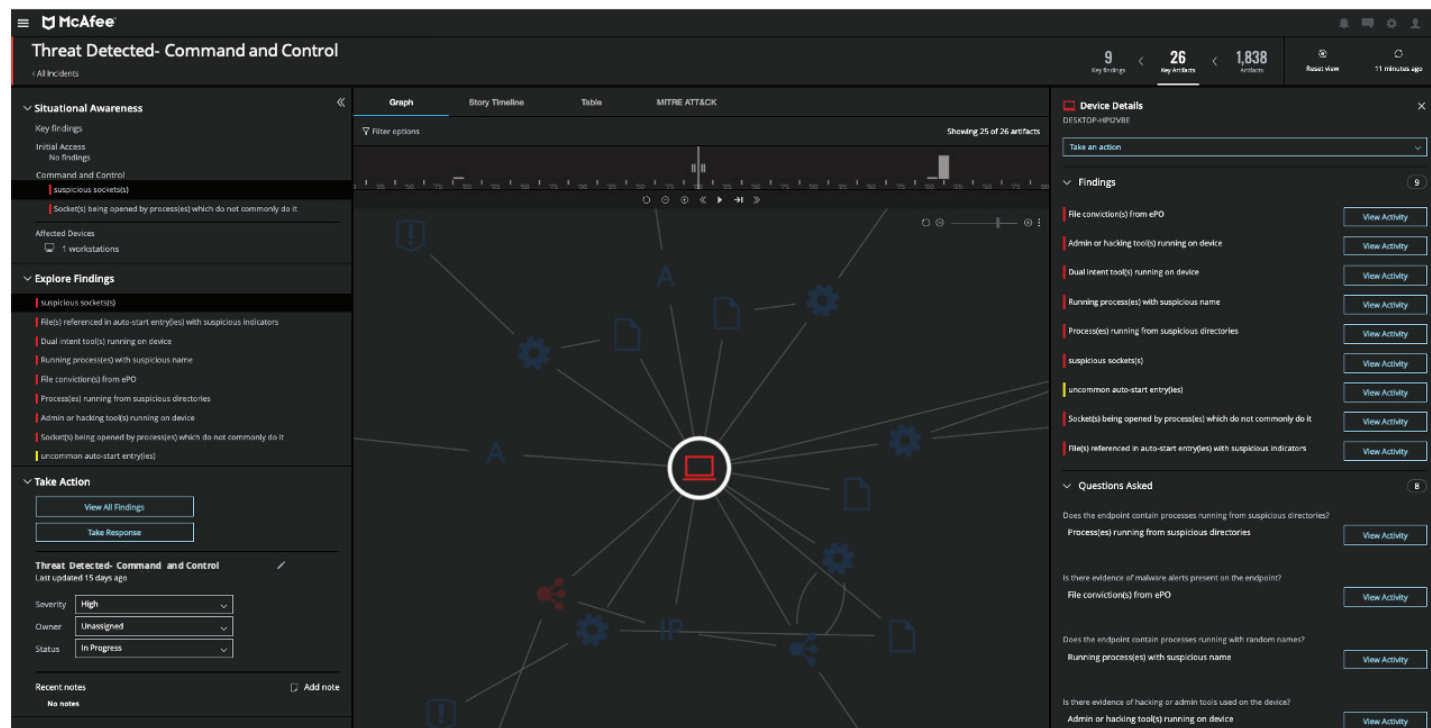 McAfee
Threat Detected- Command and Control
‹ All Incidents
9
Key findings
26
Key Artifacts
1,838
Artifacts
Reset view
11 minutes ago
Situational Awareness
Key findings
Initial Access
No findings
Command and Control
suspicious sockets(s)
Socket(s) being opened by process(es) which do not commonly do it
Affected Devices
1 workstations
Explore Findings
suspicious sockets(s)
File(s) referenced in auto-start entry(ies) with suspicious indicators
Dual intent tool(s) running on device
Running process(es) with suspicious name
File conviction(s) from ePO
Process(es) running from suspicious directories
Admin or hacking tool(s) running on device
Socket(s) being opened by process(es) which do not commonly do it
uncommon auto-start entry(ies)
Take Action
View All Findings
Take Response
Threat Detected- Command and Control
Last updated 15 days ago
Severity High
Owner Unassigned
Status In Progress
Recent notes
Add note
No notes
Graph
Story Timeline
Table
MITRE ATT&CK
Filter options
Showing 25 of 26 artifacts
A
A
IP
Device Details
DESKTOP-HPI2VBE
Take an action
Findings 9
File conviction(s) from ePO
View Activity
Admin or hacking tool(s) running on device
View Activity
Dual intent tool(s) running on device
View Activity
Running process(es) with suspicious name
View Activity
Process(es) running from suspicious directories
View Activity
suspicious sockets(s)
View Activity
uncommon auto-start entry(ies)
View Activity
Socket(s) being opened by process(es) which do not commonly do it
View Activity
File(s) referenced in auto-start entry(ies) with suspicious indicators
View Activity
Questions Asked 8
Does the endpoint contain processes running from suspicious directories?
Process(es) running from suspicious directories
View Activity
Is there evidence of malware alerts present on the endpoint?
File conviction(s) from ePO
View Activity
Does the endpoint contain processes running with random names?
Running process(es) with suspicious name
View Activity
Is there evidence of hacking or admin tools used on the device?
Admin or hacking tool(s) running on device
View Activity